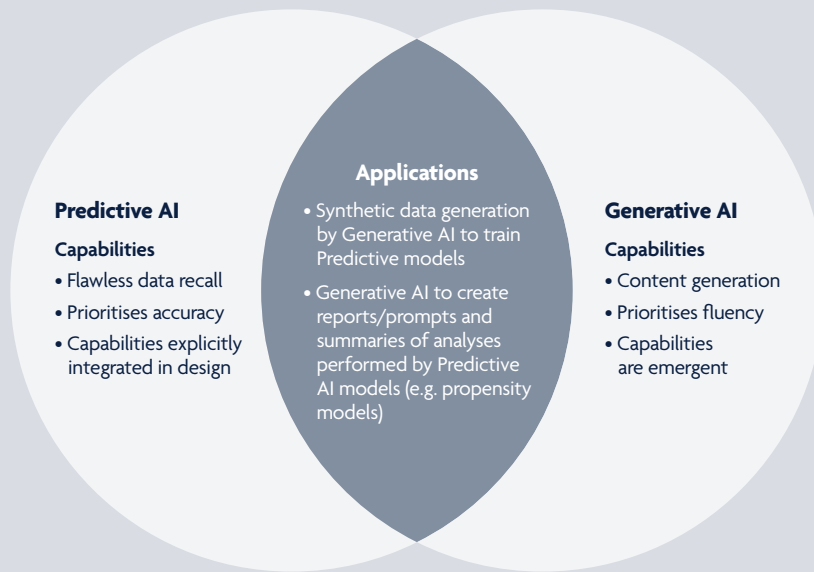 Predictive AI
Capabilities
• Flawless data recall
• Prioritises accuracy
• Capabilities explicitly
integrated in design
Applications
• Synthetic data generation
by Generative AI to train
Predictive models
• Generative AI to create
reports/prompts and
summaries of analyses
performed by Predictive
AI models (e.g. propensity
models)
Generative AI
Capabilities
• Content generation
• Prioritises fluency
• Capabilities
are emergent